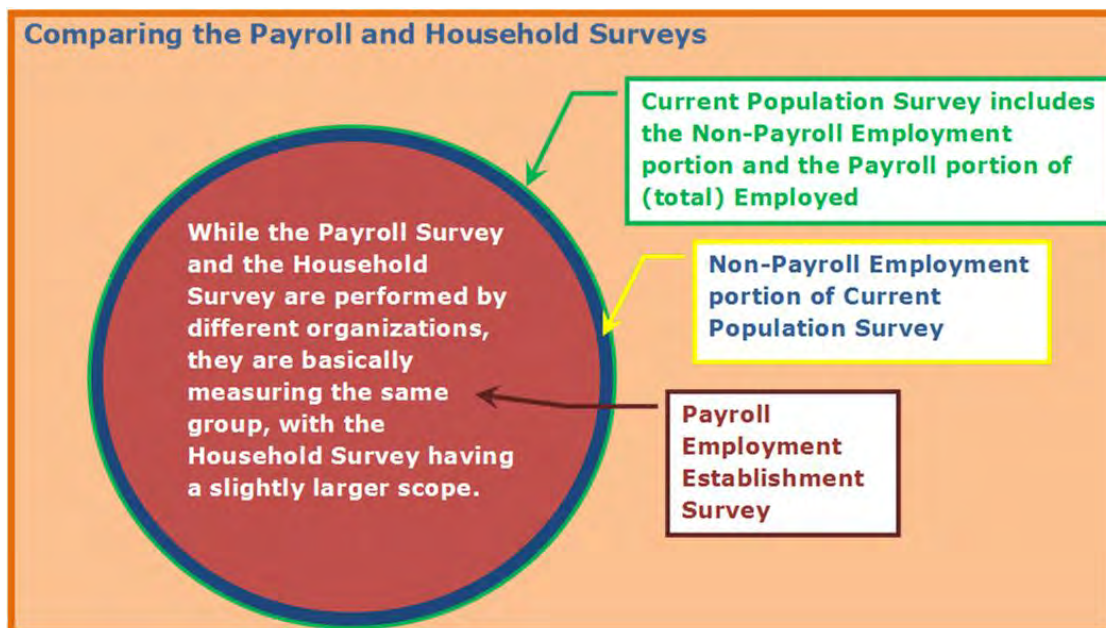 Comparing the Payroll and Household Surveys
Current Population Survey includes
the Non-Payroll Employment
portion and the Payroll portion of
(total) Employed
While the Payroll Survey
and the Household
Survey are performed by
different organizations,
they are basically
measuring the same
group, with the
Household Survey having
a slightly larger scope.
Non-Payroll Employment
portion of Current
Population Survey
Payroll
Employment
Establishment
Survey